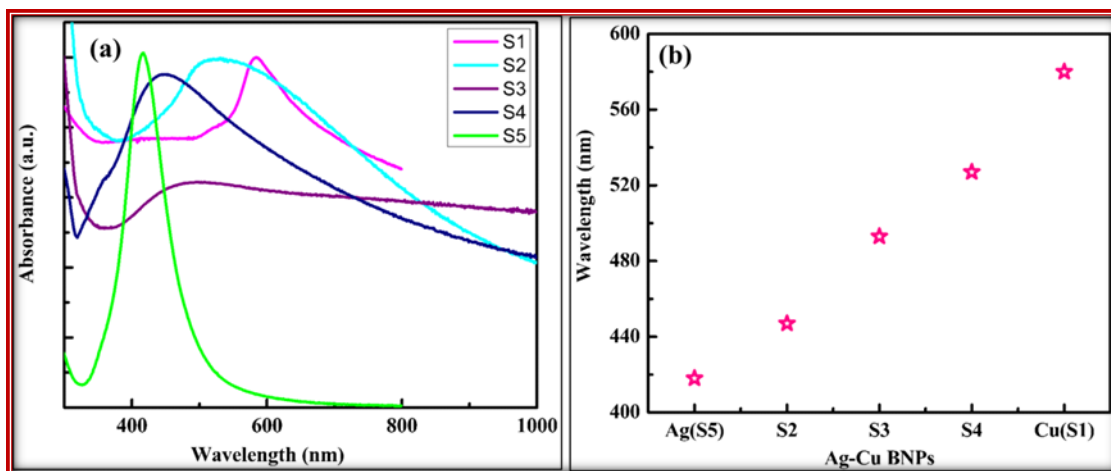 (a)
S1
S2
S3
S4
S5
Absorbance (a.u.)
400 600 800 1000
Wavelength (nm)
(b)
600
560
520
480
440
400
Wavelength (nm)
Ag(S5) S2 S3 S4 Cu(S1)
Ag-Cu BNPs